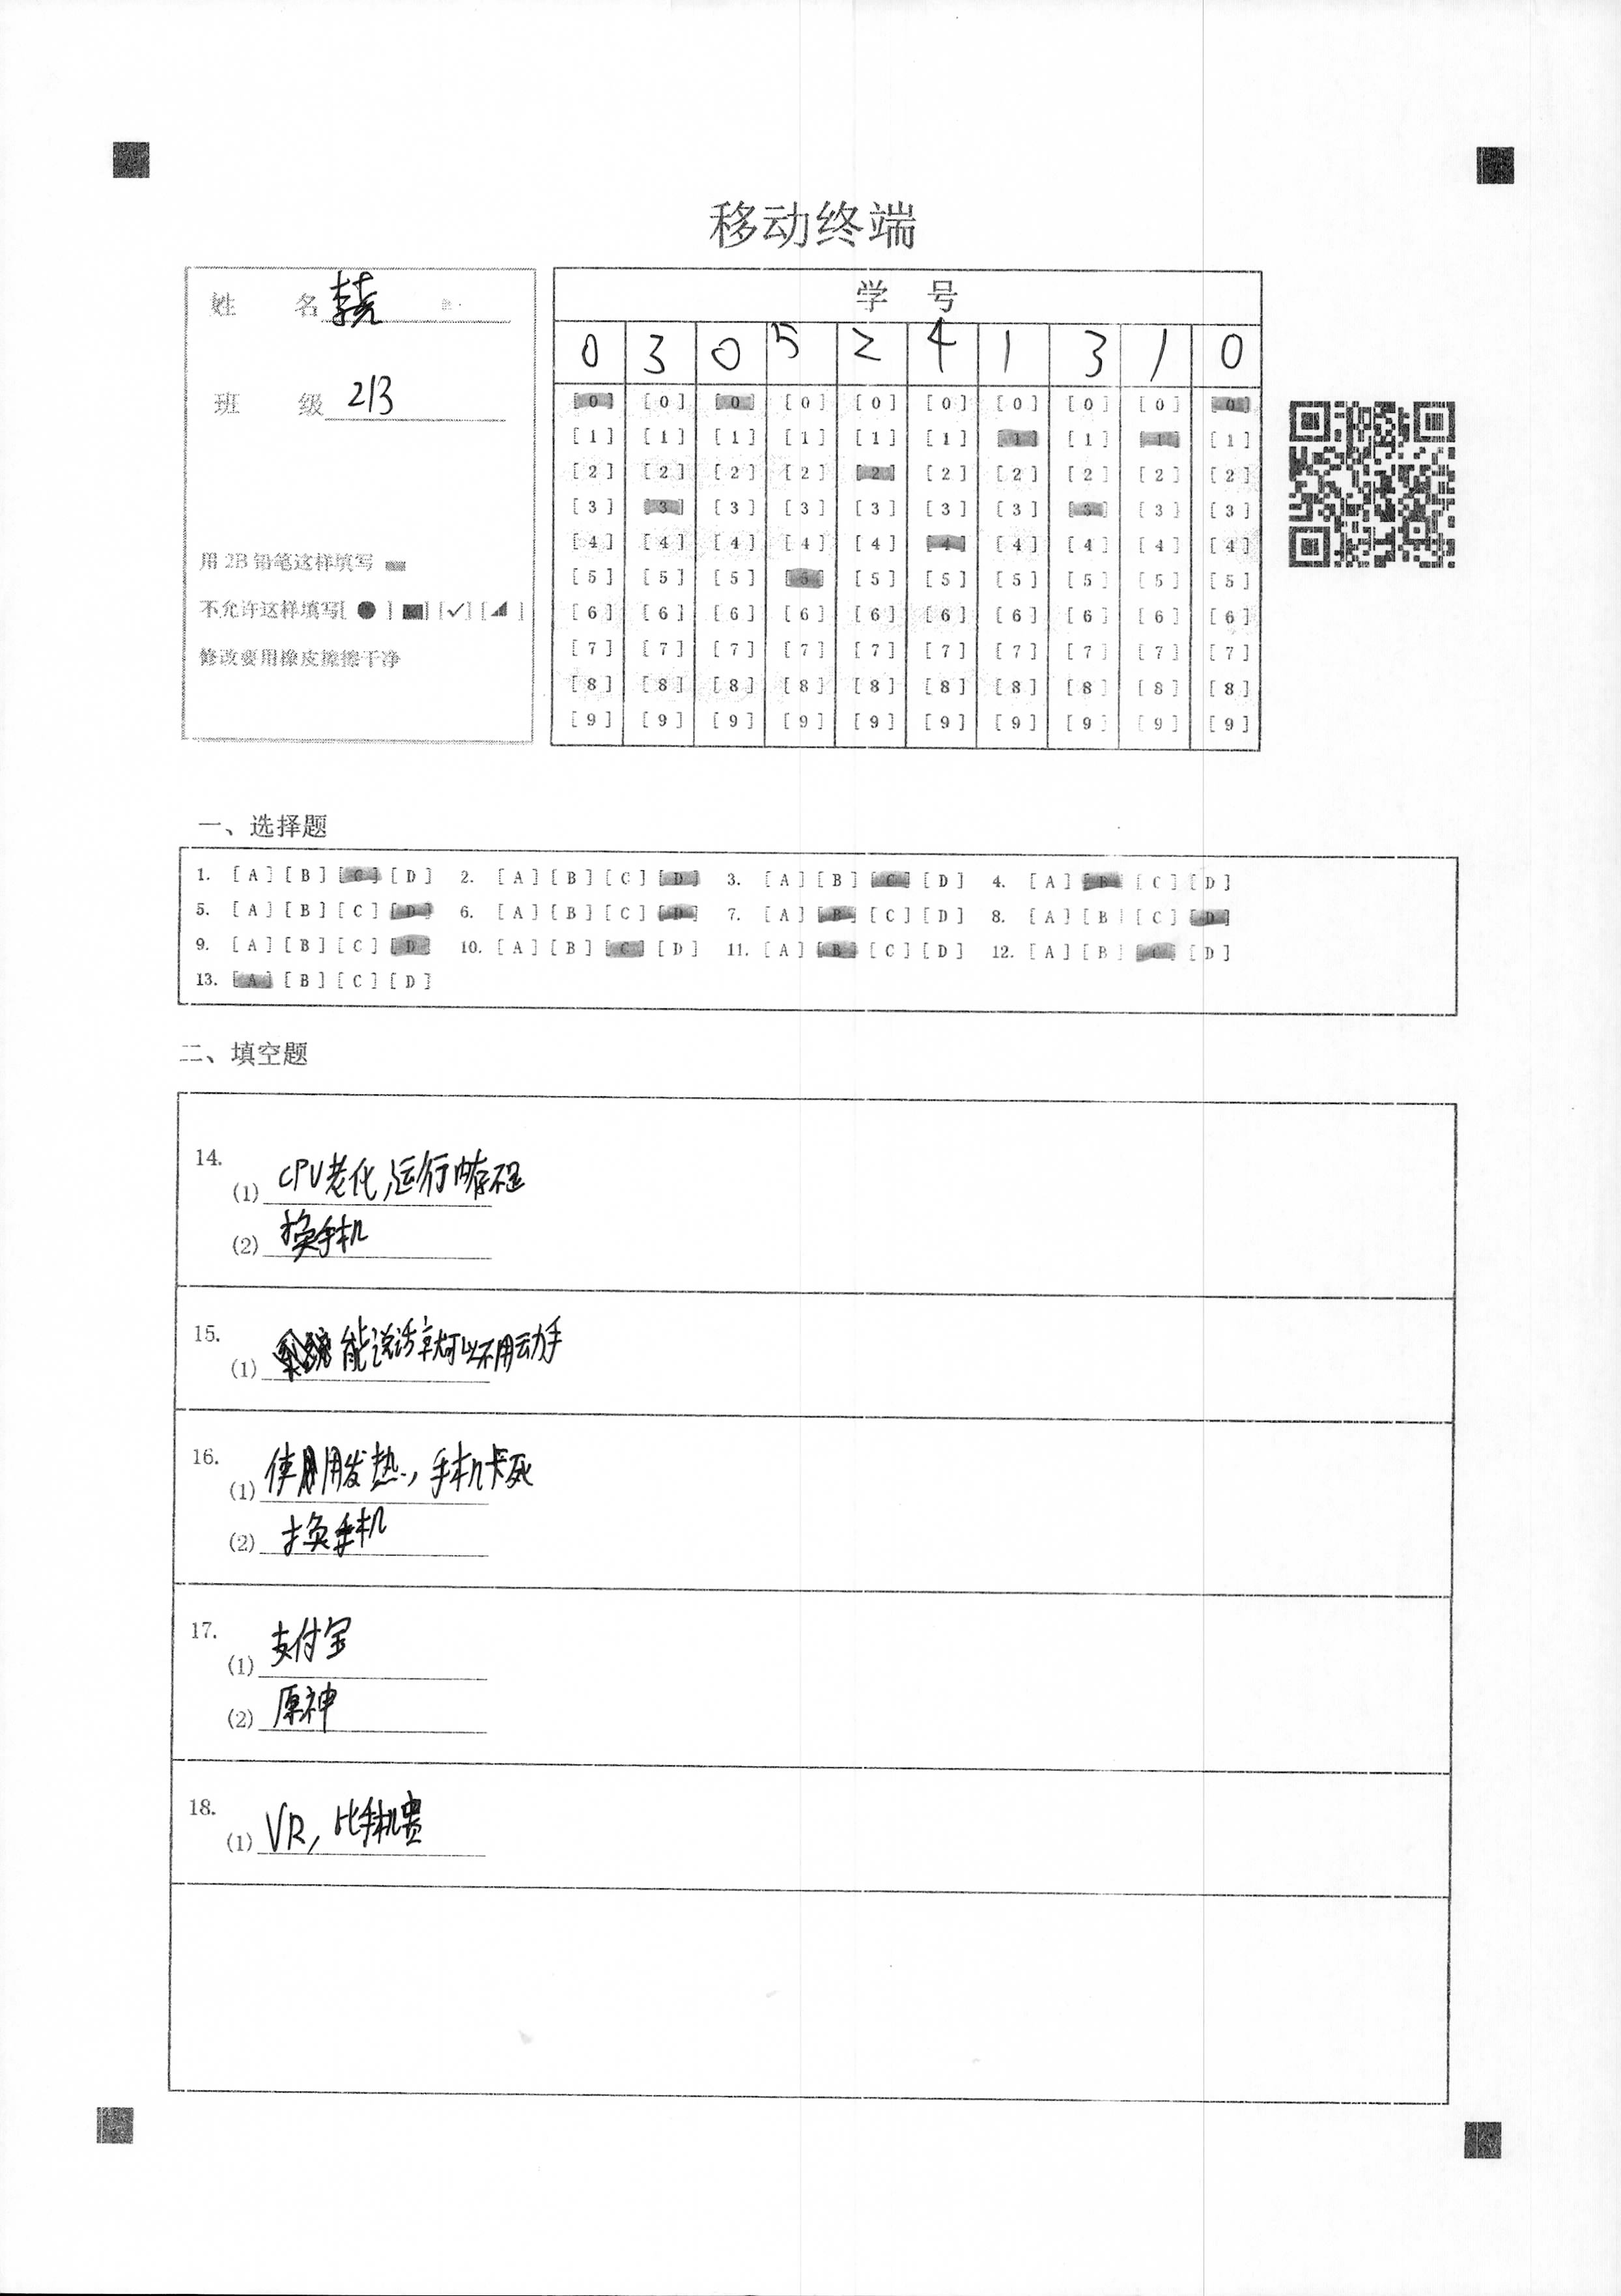 移动终端
姓 名 李尧
班 级 213
用 2B 铅笔这样填写
不允许这样填写[ ● ] [■] [✓] [◢ ]
修改要用橡皮擦擦干净
学 号
0 3 0 5 2 4 1 3 1 0
[0] [0] [0] [0] [0] [0] [0] [0] [0] [0]
[1] [1] [1] [1] [1] [1] [1] [1] [1] [1]
[2] [2] [2] [2] [2] [2] [2] [2] [2] [2]
[3] [3] [3] [3] [3] [3] [3] [3] [3] [3]
[4] [4] [4] [4] [4] [4] [4] [4] [4] [4]
[5] [5] [5] [5] [5] [5] [5] [5] [5] [5]
[6] [6] [6] [6] [6] [6] [6] [6] [6] [6]
[7] [7] [7] [7] [7] [7] [7] [7] [7] [7]
[8] [8] [8] [8] [8] [8] [8] [8] [8] [8]
[9] [9] [9] [9] [9] [9] [9] [9] [9] [9]
一、选择题
1. [A] [B] [C] [D] 2. [A] [B] [C] [D] 3. [A] [B] [C] [D] 4. [A] [B] [C] [D]
5. [A] [B] [C] [D] 6. [A] [B] [C] [D] 7. [A] [B] [C] [D] 8. [A] [B] [C] [D]
9. [A] [B] [C] [D] 10. [A] [B] [C] [D] 11. [A] [B] [C] [D] 12. [A] [B] [C] [D]
13. [A] [B] [C] [D]
二、填空题
14.
(1) CPU老化,运行内存不足
(2) 换手机
15.
(1) 能说话就可以不用动手
16.
(1) 使用发热,手机卡死
(2) 换手机
17.
(1) 支付宝
(2) 原神
18.
(1) VR,比手机贵